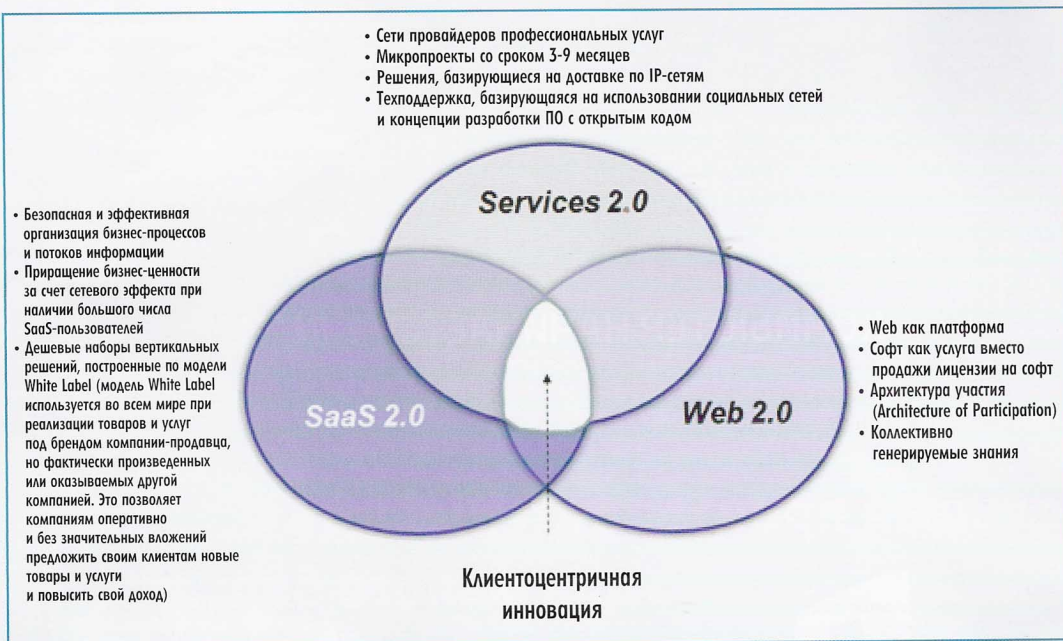 • Сети провайдеров профессиональных услуг
• Микропроекты со сроком 3-9 месяцев
• Решения, базирующиеся на доставке по IP-сетям
• Техподдержка, базирующаяся на использовании социальных сетей
и концепции разработки ПО с открытым кодом
Services 2.0
• Безопасная и эффективная
организация бизнес-процессов
и потоков информации
• Приращение бизнес-ценности
за счет сетевого эффекта при
наличии большого числа
SaaS-пользователей
• Дешевые наборы вертикальных
решений, построенные по модели
White Label (модель White Label
используется во всем мире при
реализации товаров и услуг
под брендом компании-продавца,
но фактически произведенных
или оказываемых другой
компанией. Это позволяет
компаниям оперативно
и без значительных вложений
предложить своим клиентам новые
товары и услуги
и повысить свой доход)
SaaS 2.0
Web 2.0
• Web как платформа
• Софт как услуга вместо
продажи лицензии на софт
• Архитектура участия
(Architecture of Participation)
• Коллективно
генерируемые знания
Клиентоцентричная
инновация